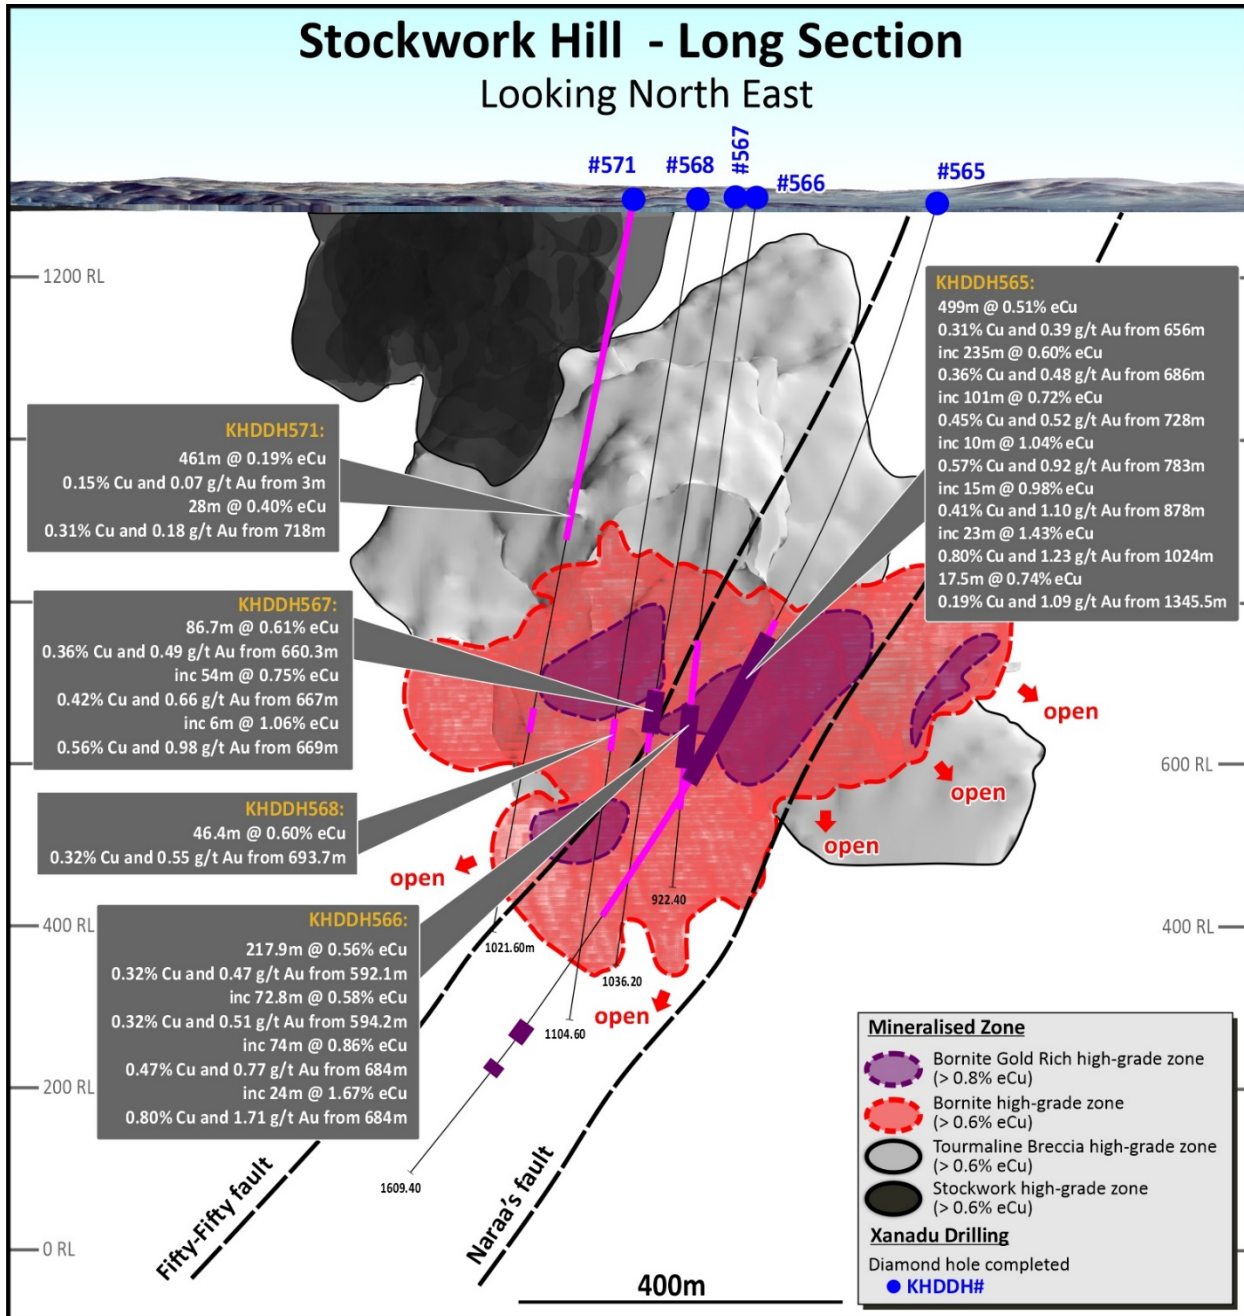 Stockwork Hill - Long Section
Looking North East
#571
#568
#567
#566
#565
1200 RL
KHDDH565:
499m @ 0.51% eCu
0.31% Cu and 0.39 g/t Au from 656m
inc 235m @ 0.60% eCu
0.36% Cu and 0.48 g/t Au from 686m
inc 101m @ 0.72% eCu
0.45% Cu and 0.52 g/t Au from 728m
inc 10m @ 1.04% eCu
0.57% Cu and 0.92 g/t Au from 783m
inc 15m @ 0.98% eCu
0.41% Cu and 1.10 g/t Au from 878m
inc 23m @ 1.43% eCu
0.80% Cu and 1.23 g/t Au from 1024m
17.5m @ 0.74% eCu
0.19% Cu and 1.09 g/t Au from 1345.5m
KHDDH571:
461m @ 0.19% eCu
0.15% Cu and 0.07 g/t Au from 3m
28m @ 0.40% eCu
0.31% Cu and 0.18 g/t Au from 718m
KHDDH567:
86.7m @ 0.61% eCu
0.36% Cu and 0.49 g/t Au from 660.3m
inc 54m @ 0.75% eCu
0.42% Cu and 0.66 g/t Au from 667m
inc 6m @ 1.06% eCu
0.56% Cu and 0.98 g/t Au from 669m
open
600 RL
open
KHDDH568:
46.4m @ 0.60% eCu
0.32% Cu and 0.55 g/t Au from 693.7m
open
open
922.40
400 RL
400 RL
KHDDH566:
217.9m @ 0.56% eCu
0.32% Cu and 0.47 g/t Au from 592.1m
inc 72.8m @ 0.58% eCu
0.32% Cu and 0.51 g/t Au from 594.2m
inc 74m @ 0.86% eCu
0.47% Cu and 0.77 g/t Au from 684m
inc 24m @ 1.67% eCu
0.80% Cu and 1.71 g/t Au from 684m
1021.60m
1036.20
open
1104.60
200 RL
200 RL
1609.40
Fifty-Fifty fault
Naraa's fault
0 RL
400m
Mineralised Zone
Bornite Gold Rich high-grade zone
(> 0.8% eCu)
Bornite high-grade zone
(> 0.6% eCu)
Tourmaline Breccia high-grade zone
(> 0.6% eCu)
Stockwork high-grade zone
(> 0.6% eCu)
Xanadu Drilling
Diamond hole completed
KHDDH#